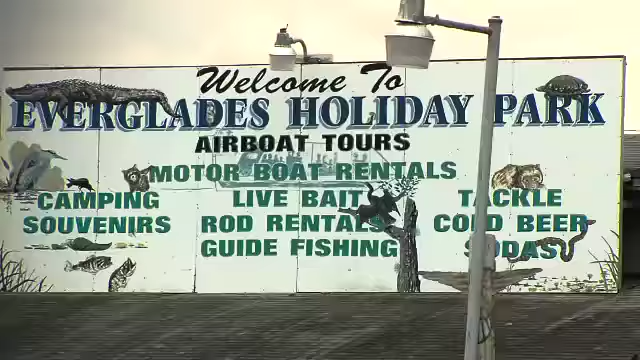 Welcome To
EVERGLADES HOLIDAY PARK
AIRBOAT TOURS
MOTOR BOAT RENTALS
CAMPING LIVE BAIT TACKLE
SOUVENIRS ROD RENTALS COLD BEER
GUIDE FISHING SODAS